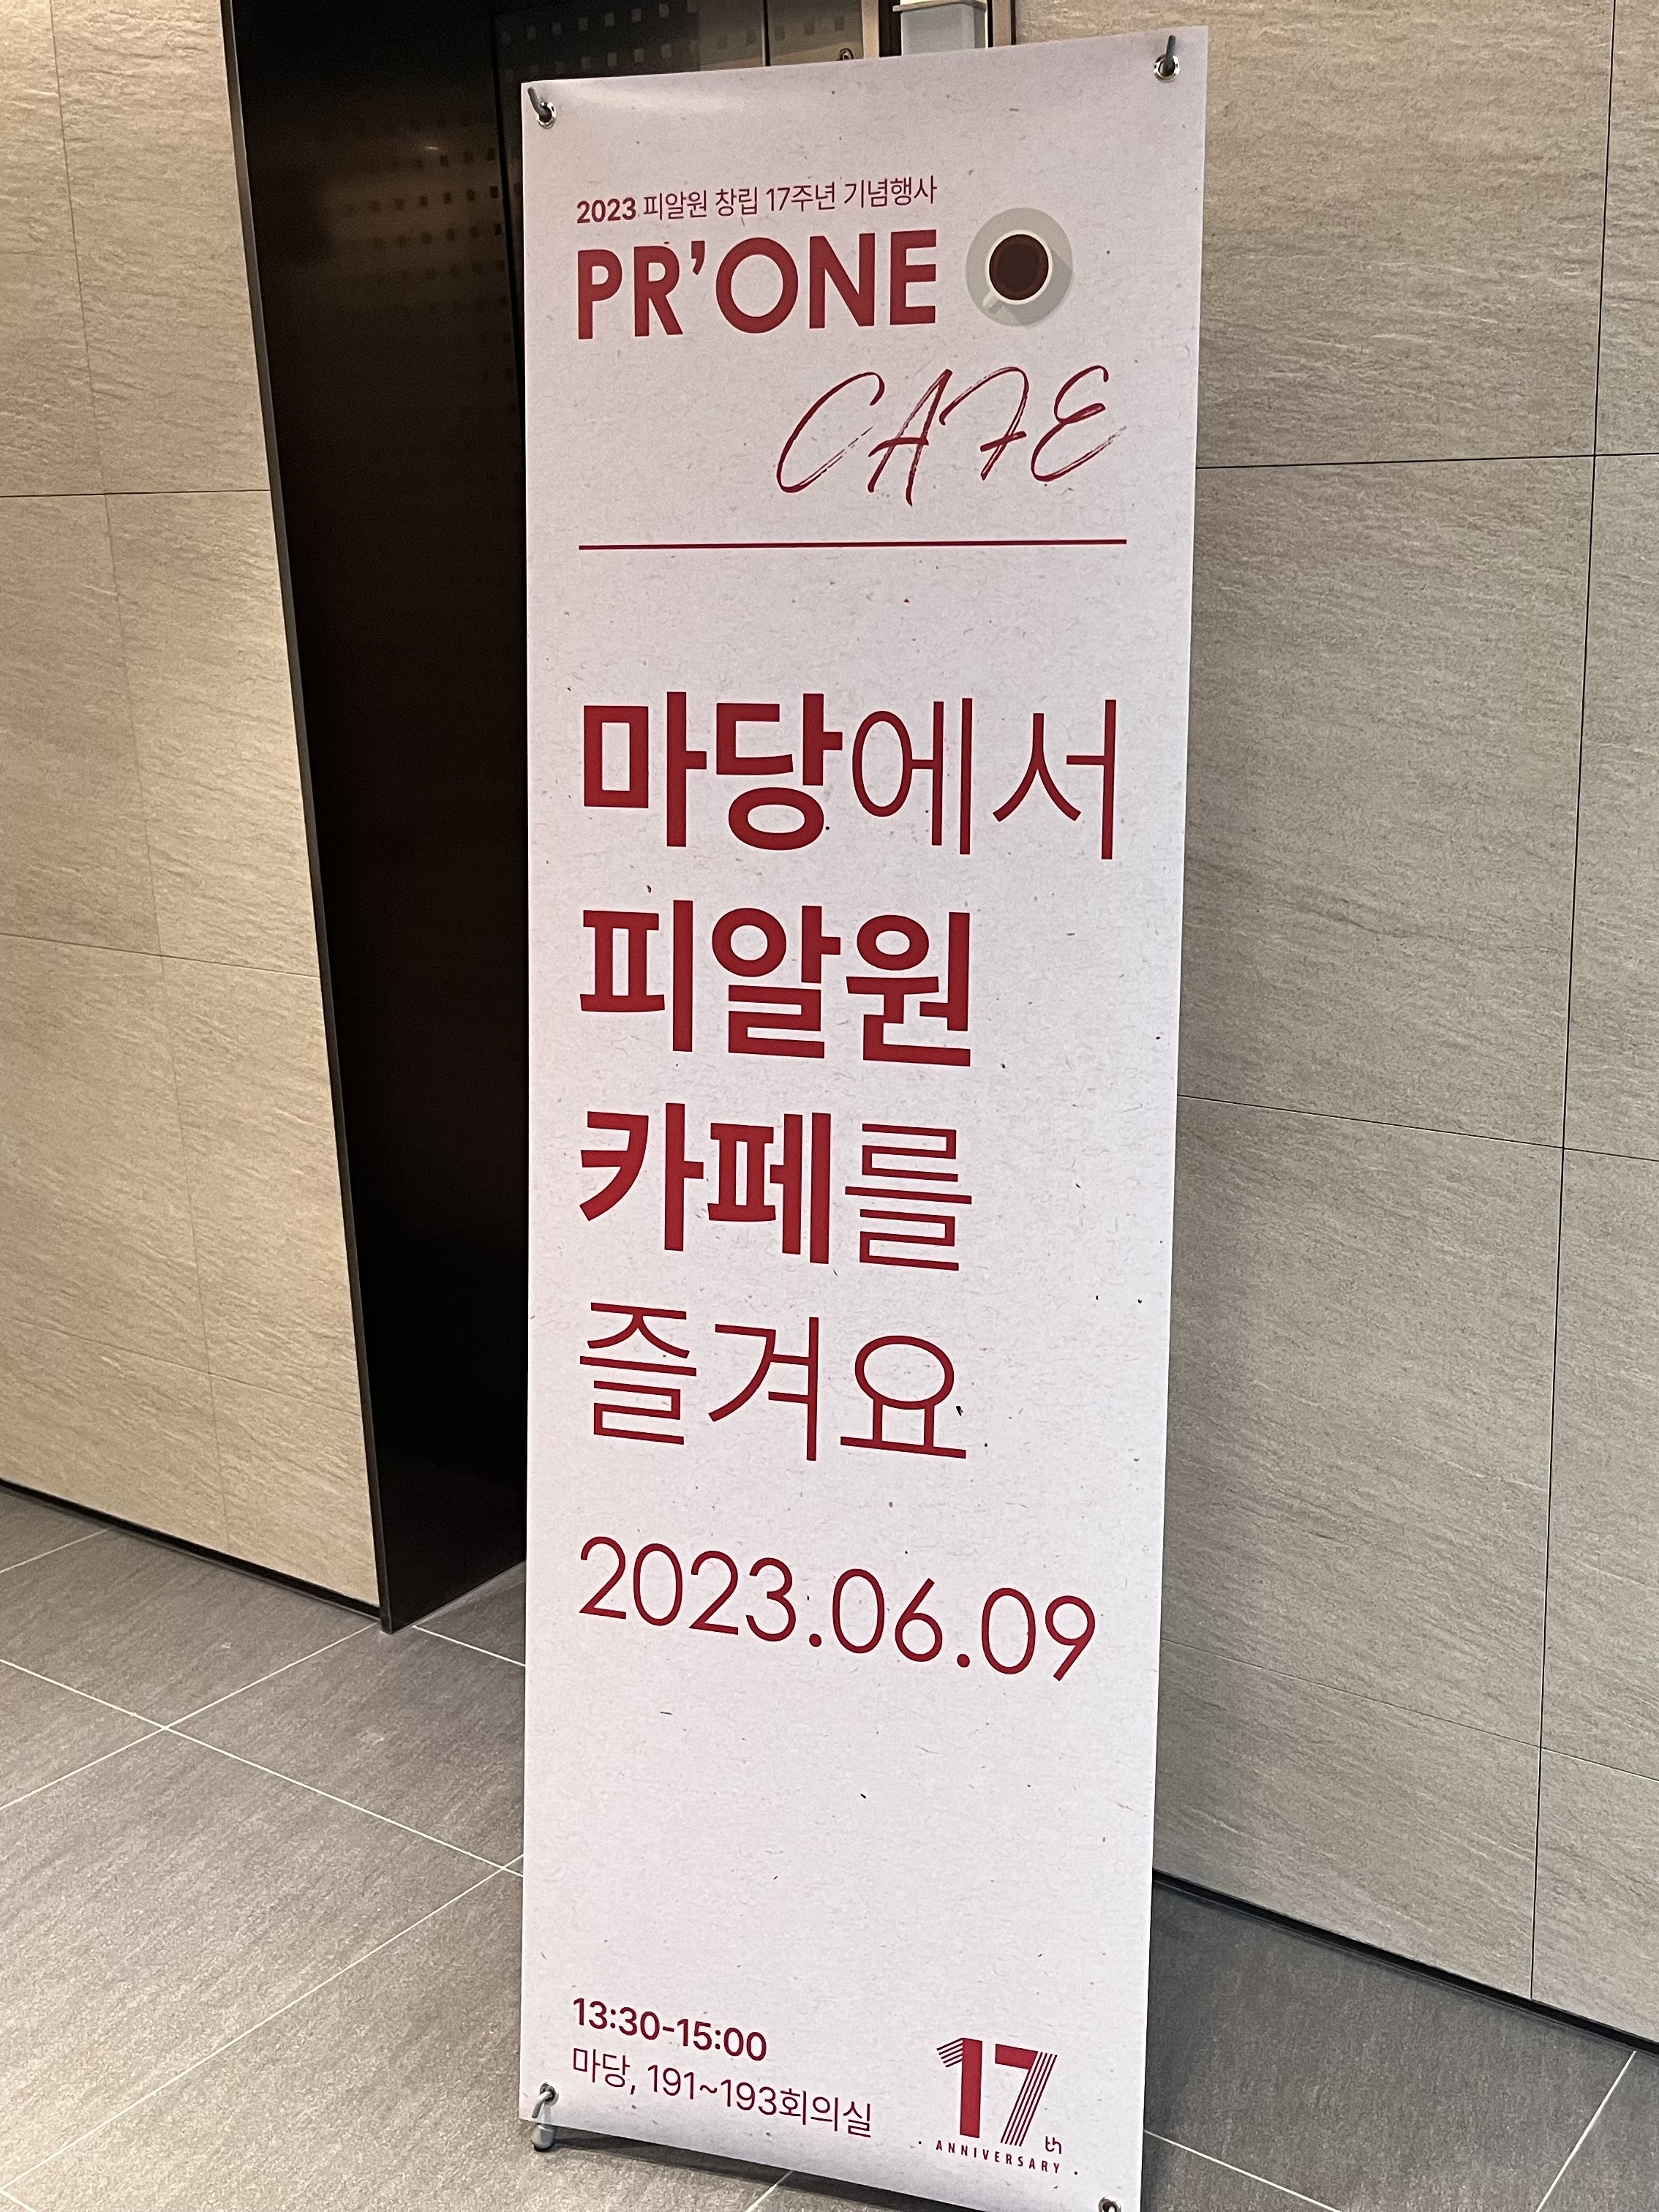 2023 피알원 창립 17주년 기념행사
PR'ONE
CAFE
마당에서
피알원
카페를
즐겨요
2023.06.09
13:30-15:00
마당, 191~193회의실
17th
ANNIVERSARY